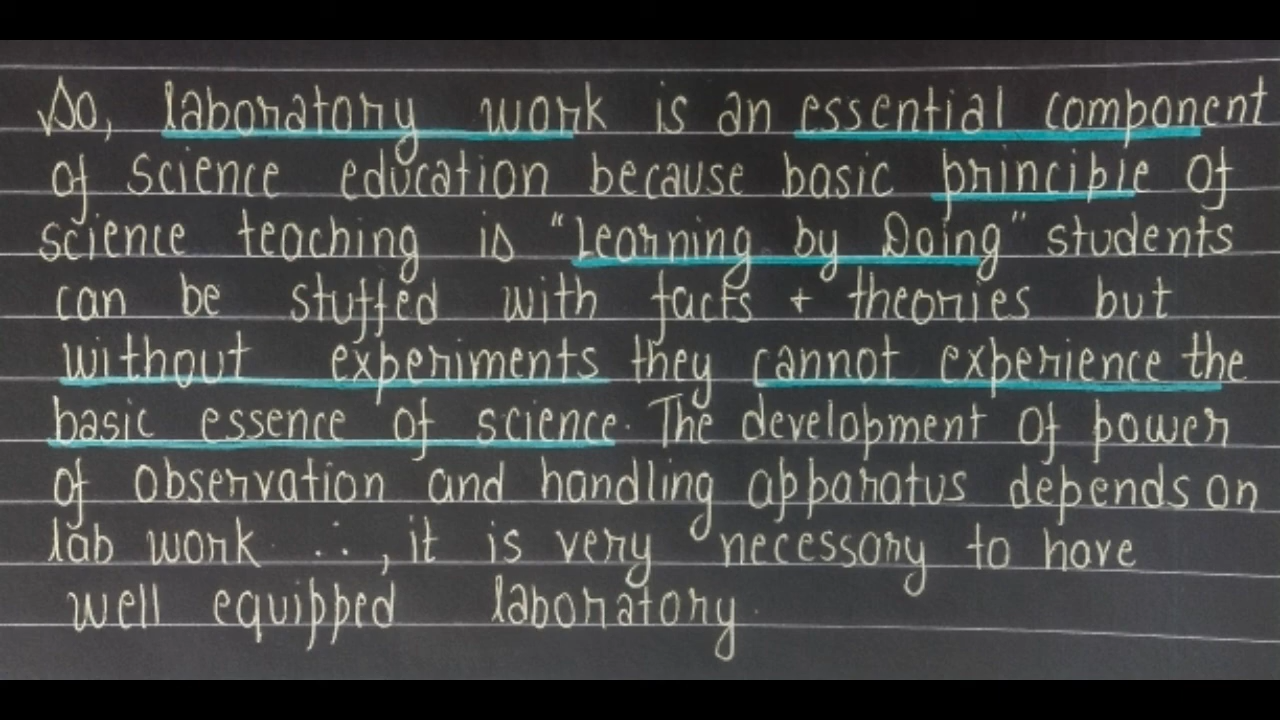 So, laboratory work is an essential component
of science education because basic principle of
science teaching is "Learning by Doing" students
can be stuffed with facts + theories but
without experiments they cannot experience the
basic essence of science. The development of power
of observation and handling apparatus depends on
lab work ∴, it is very necessary to have
well equipped laboratory.